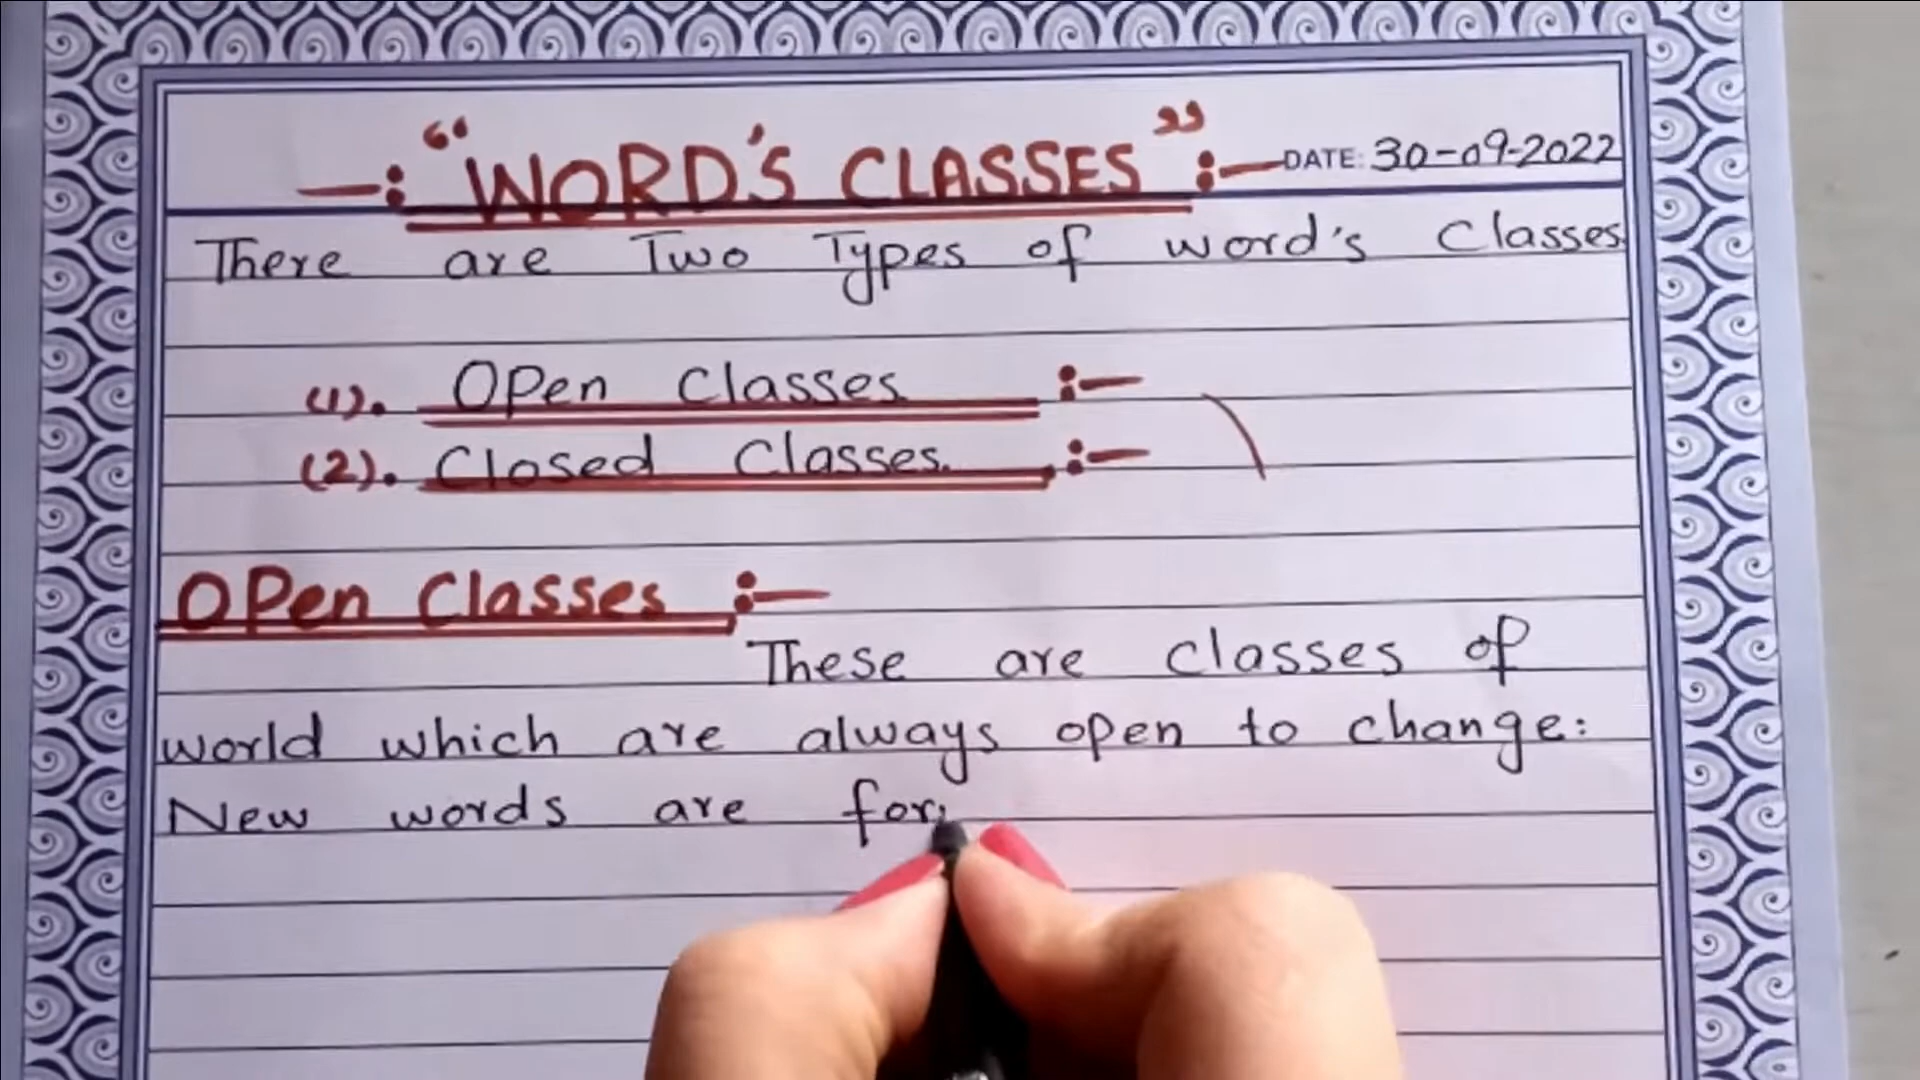 —: "WORD'S CLASSES" :— DATE: 30-09-2022
There are Two Types of word's Classes
(1). Open Classes :—
(2). Closed Classes. :—
Open Classes :—
These are classes of
world which are always open to change:
New words are for